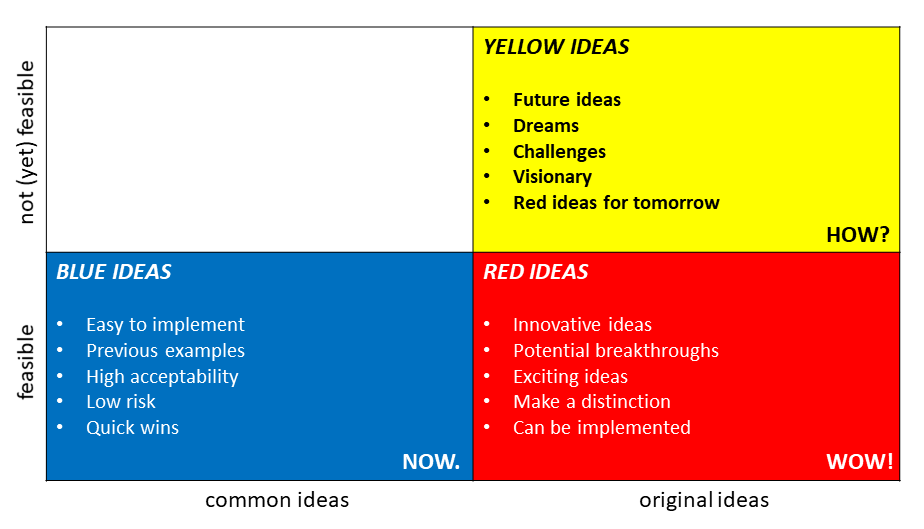 not (yet) feasible
YELLOW IDEAS
• Future ideas
• Dreams
• Challenges
• Visionary
• Red ideas for tomorrow
HOW?
feasible
BLUE IDEAS
• Easy to implement
• Previous examples
• High acceptability
• Low risk
• Quick wins
NOW.
RED IDEAS
• Innovative ideas
• Potential breakthroughs
• Exciting ideas
• Make a distinction
• Can be implemented
WOW!
common ideas
original ideas